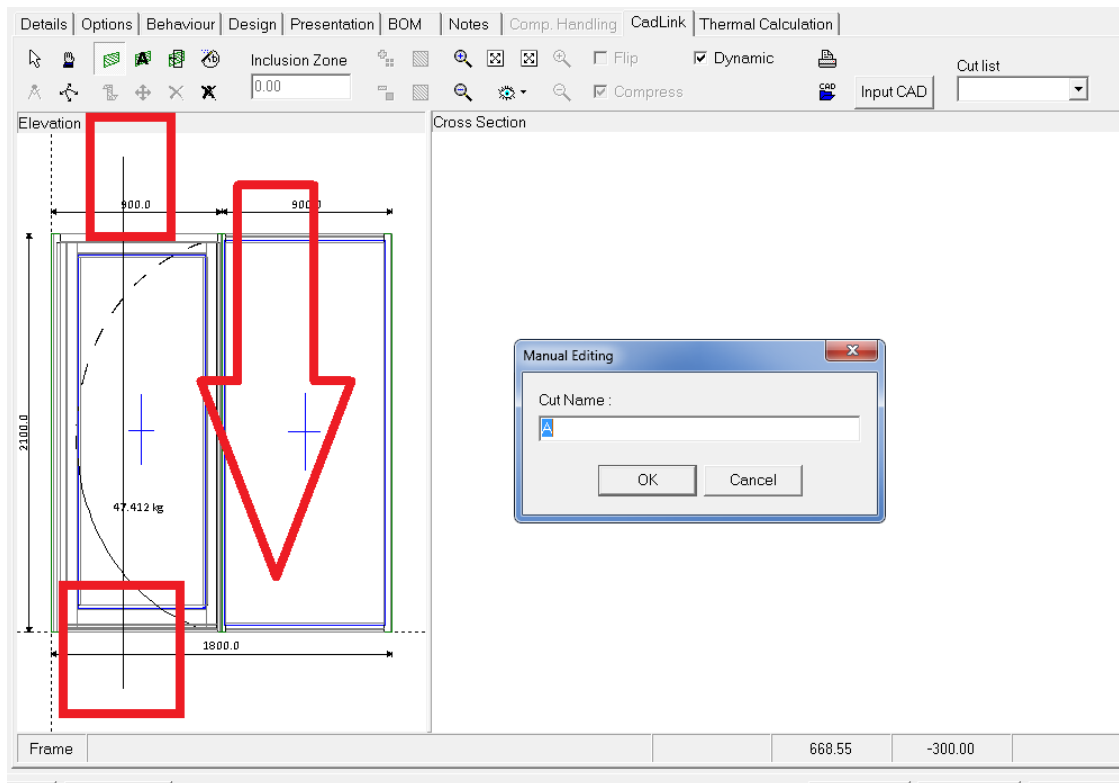 Details Options Behaviour Design Presentation BOM Notes Comp. Handling CadLink Thermal Calculation
Inclusion Zone
Flip
Dynamic
Cut list
0.00
Compress
CAD
Input CAD
Elevation
Cross Section
900.0
900.0
2100.0
47.412 kg
1800.0
Manual Editing
Cut Name :
A
OK
Cancel
Frame
668.55
-300.00